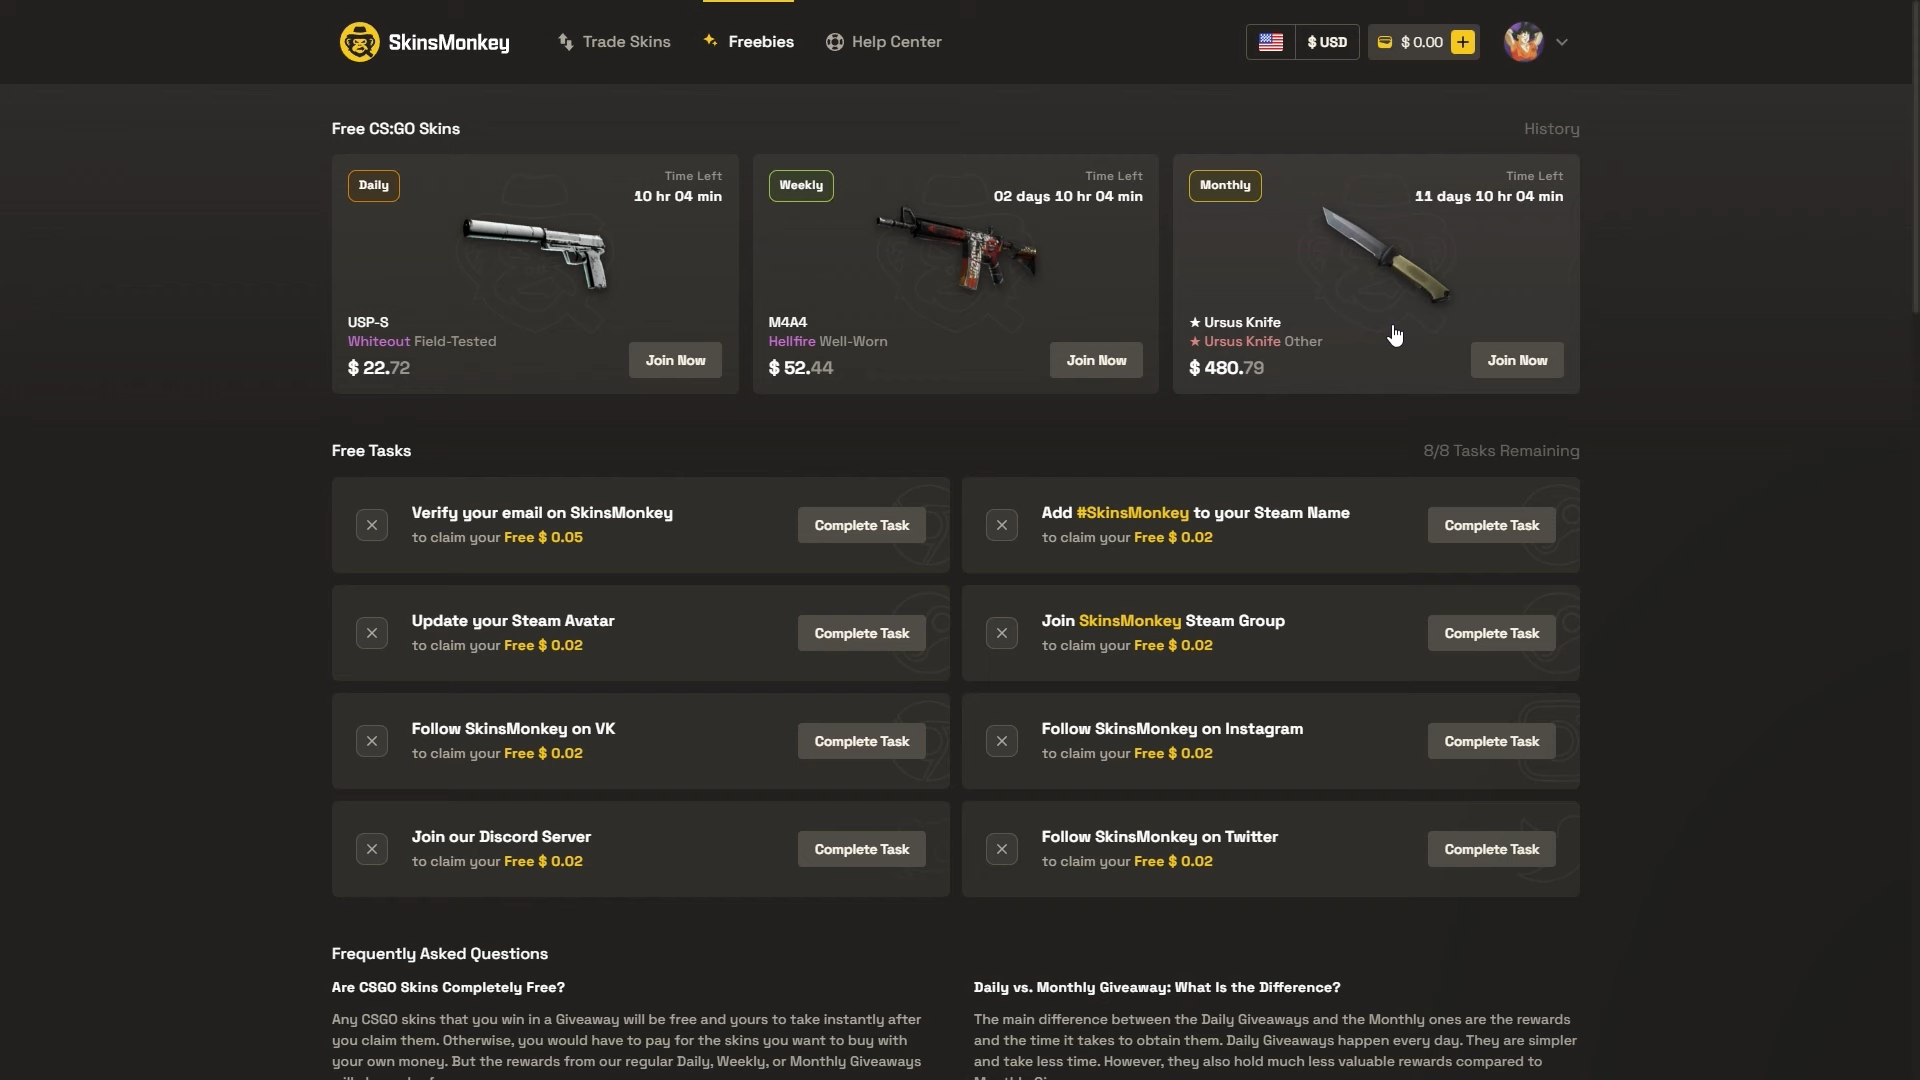 SkinsMonkey
Trade Skins
Freebies
Help Center
$ USD
$ 0.00
Free CS:GO Skins
History
Daily
Time Left
10 hr 04 min
USP-S
Whiteout Field-Tested
$ 22.72
Join Now
Weekly
Time Left
02 days 10 hr 04 min
M4A4
Hellfire Well-Worn
$ 52.44
Join Now
Monthly
Time Left
11 days 10 hr 04 min
★ Ursus Knife
★ Ursus Knife Other
$ 480.79
Join Now
Free Tasks
8/8 Tasks Remaining
Verify your email on SkinsMonkey
to claim your Free $ 0.05
Complete Task
Add #SkinsMonkey to your Steam Name
to claim your Free $ 0.02
Complete Task
Update your Steam Avatar
to claim your Free $ 0.02
Complete Task
Join SkinsMonkey Steam Group
to claim your Free $ 0.02
Complete Task
Follow SkinsMonkey on VK
to claim your Free $ 0.02
Complete Task
Follow SkinsMonkey on Instagram
to claim your Free $ 0.02
Complete Task
Join our Discord Server
to claim your Free $ 0.02
Complete Task
Follow SkinsMonkey on Twitter
to claim your Free $ 0.02
Complete Task
Frequently Asked Questions
Are CSGO Skins Completely Free?
Any CSGO skins that you win in a Giveaway will be free and yours to take instantly after
you claim them. Otherwise, you would have to pay for the skins you want to buy with
your own money. But the rewards from our regular Daily, Weekly, or Monthly Giveaways
Daily vs. Monthly Giveaway: What Is the Difference?
The main difference between the Daily Giveaways and the Monthly ones are the rewards
and the time it takes to obtain them. Daily Giveaways happen every day. They are simpler
and take less time. However, they also hold much less valuable rewards compared to